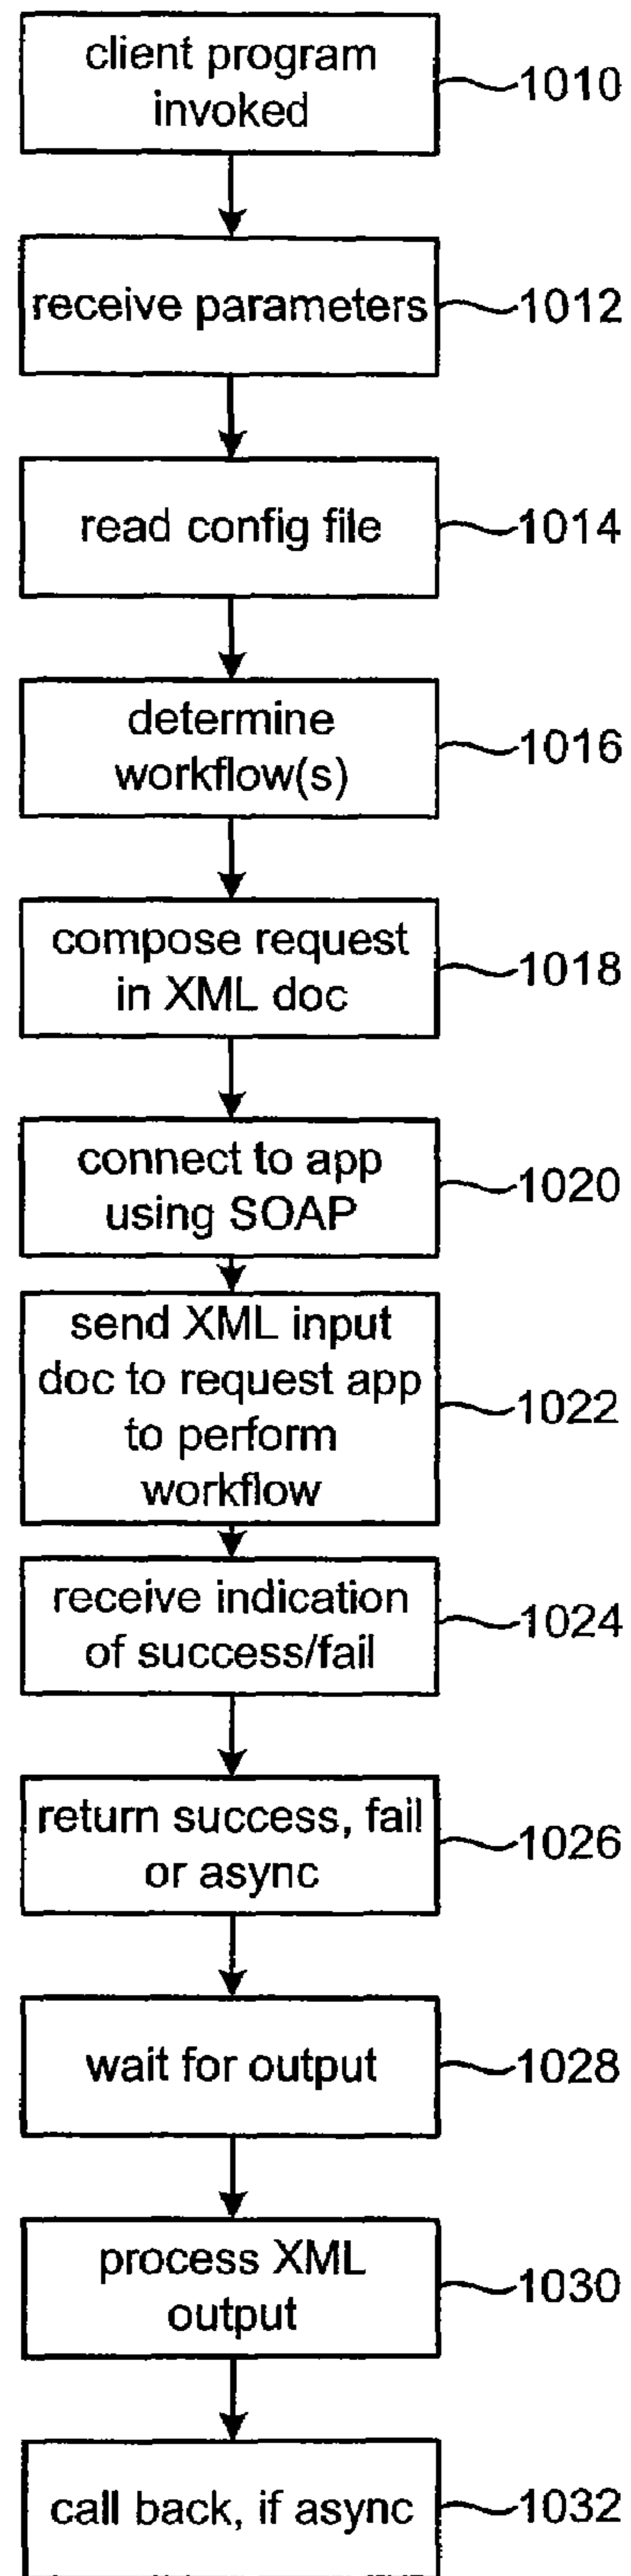 client program
invoked
1010
receive parameters
1012
read config file
1014
determine
workflow(s)
1016
compose request
in XML doc
1018
connect to app
using SOAP
1020
send XML input
doc to request app
to perform
workflow
1022
receive indication
of success/fail
1024
return success, fail
or async
1026
wait for output
1028
process XML
output
1030
call back, if async
1032